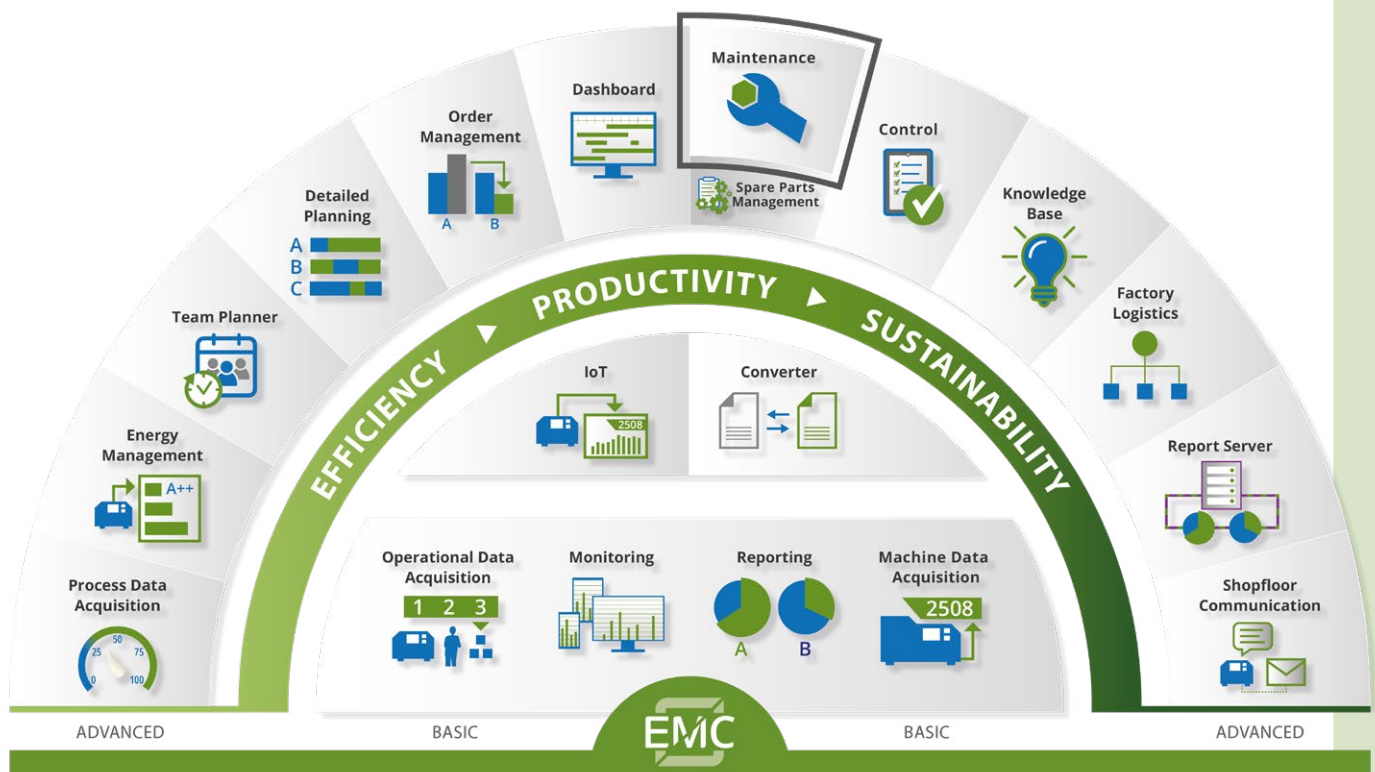 Maintenance
Dashboard
Spare Parts
Management
Order
Management
A
B
Control
Detailed
Planning
A
B
C
Knowledge
Base
Team Planner
Factory
Logistics
Energy
Management
A++
Report Server
Process Data
Acquisition
0
25
50
75
100
Shopfloor
Communication
EFFICIENCY
PRODUCTIVITY
SUSTAINABILITY
IoT
2508
Converter
Operational Data
Acquisition
1 2 3
Monitoring
Reporting
A
B
Machine Data
Acquisition
2508
ADVANCED
BASIC
EMC
BASIC
ADVANCED